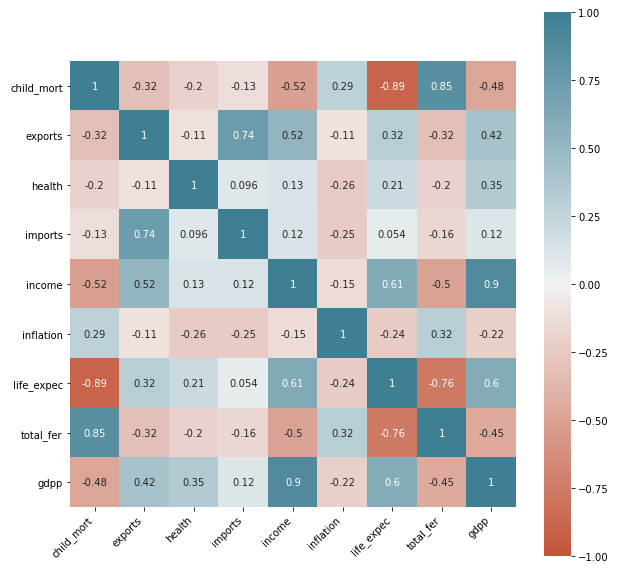 1.00
child_mort 1 -0.32 -0.2 -0.13 -0.52 0.29 -0.89 0.85 -0.48
0.75
exports -0.32 1 -0.11 0.74 0.52 -0.11 0.32 -0.32 0.42
0.50
health -0.2 -0.11 1 0.096 0.13 -0.26 0.21 -0.2 0.35
0.25
imports -0.13 0.74 0.096 1 0.12 -0.25 0.054 -0.16 0.12
income -0.52 0.52 0.13 0.12 1 -0.15 0.61 -0.5 0.9
0.00
inflation 0.29 -0.11 -0.26 -0.25 -0.15 1 -0.24 0.32 -0.22
−0.25
life_expec -0.89 0.32 0.21 0.054 0.61 -0.24 1 -0.76 0.6
−0.50
total_fer 0.85 -0.32 -0.2 -0.16 -0.5 0.32 -0.76 1 -0.45
gdpp -0.48 0.42 0.35 0.12 0.9 -0.22 0.6 -0.45 1
−0.75
child_mort exports health imports income inflation life_expec total_fer gdpp
−1.00